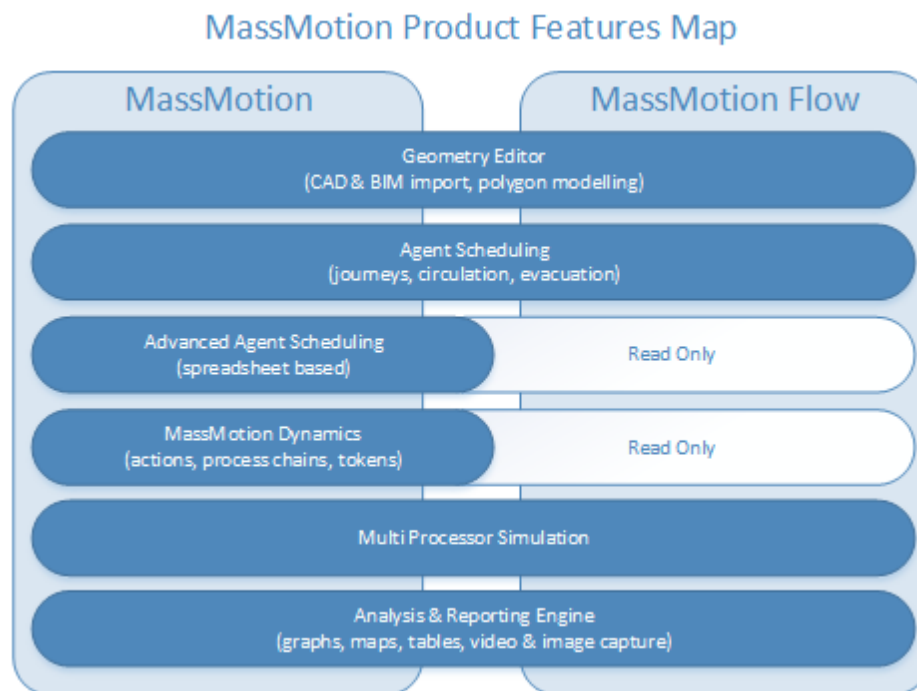 MassMotion Product Features Map
MassMotion
MassMotion Flow
Geometry Editor
(CAD & BIM import, polygon modelling)
Agent Scheduling
(journeys, circulation, evacuation)
Advanced Agent Scheduling
(spreadsheet based)
Read Only
MassMotion Dynamics
(actions, process chains, tokens)
Read Only
Multi Processor Simulation
Analysis & Reporting Engine
(graphs, maps, tables, video & image capture)